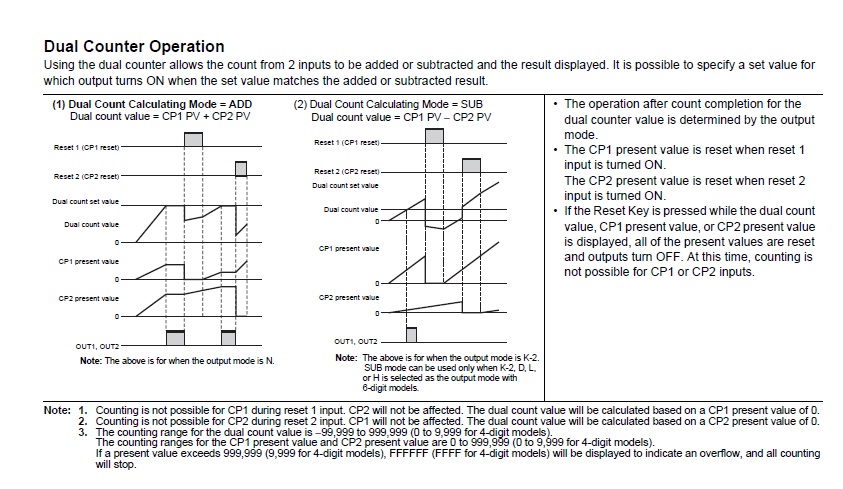 Dual Counter Operation
Using the dual counter allows the count from 2 inputs to be added or subtracted and the result displayed. It is possible to specify a set value for
which output turns ON when the set value matches the added or subtracted result.
(1) Dual Count Calculating Mode = ADD
Dual count value = CP1 PV + CP2 PV
Reset 1 (CP1 reset)
Reset 2 (CP2 reset)
Dual count set value
Dual count value
0
CP1 present value
0
CP2 present value
0
OUT1, OUT2
Note: The above is for when the output mode is N.
(2) Dual Count Calculating Mode = SUB
Dual count value = CP1 PV – CP2 PV
Reset 1 (CP1 reset)
Reset 2 (CP2 reset)
Dual count set value
Dual count value
0
CP1 present value
0
CP2 present value
0
OUT1, OUT2
Note: The above is for when the output mode is K-2.
SUB mode can be used only when K-2, D, L,
or H is selected as the output mode with
6-digit models.
• The operation after count completion for the
dual counter value is determined by the output
mode.
• The CP1 present value is reset when reset 1
input is turned ON.
The CP2 present value is reset when reset 2
input is turned ON.
• If the Reset Key is pressed while the dual count
value, CP1 present value, or CP2 present value
is displayed, all of the present values are reset
and outputs turn OFF. At this time, counting is
not possible for CP1 or CP2 inputs.
Note: 1. Counting is not possible for CP1 during reset 1 input. CP2 will not be affected. The dual count value will be calculated based on a CP1 present value of 0.
2. Counting is not possible for CP2 during reset 2 input. CP1 will not be affected. The dual count value will be calculated based on a CP2 present value of 0.
3. The counting range for the dual count value is –99,999 to 999,999 (0 to 9,999 for 4-digit models).
The counting ranges for the CP1 present value and CP2 present value are 0 to 999,999 (0 to 9,999 for 4-digit models).
If a present value exceeds 999,999 (9,999 for 4-digit models), FFFFFF (FFFF for 4-digit models) will be displayed to indicate an overflow, and all counting
will stop.